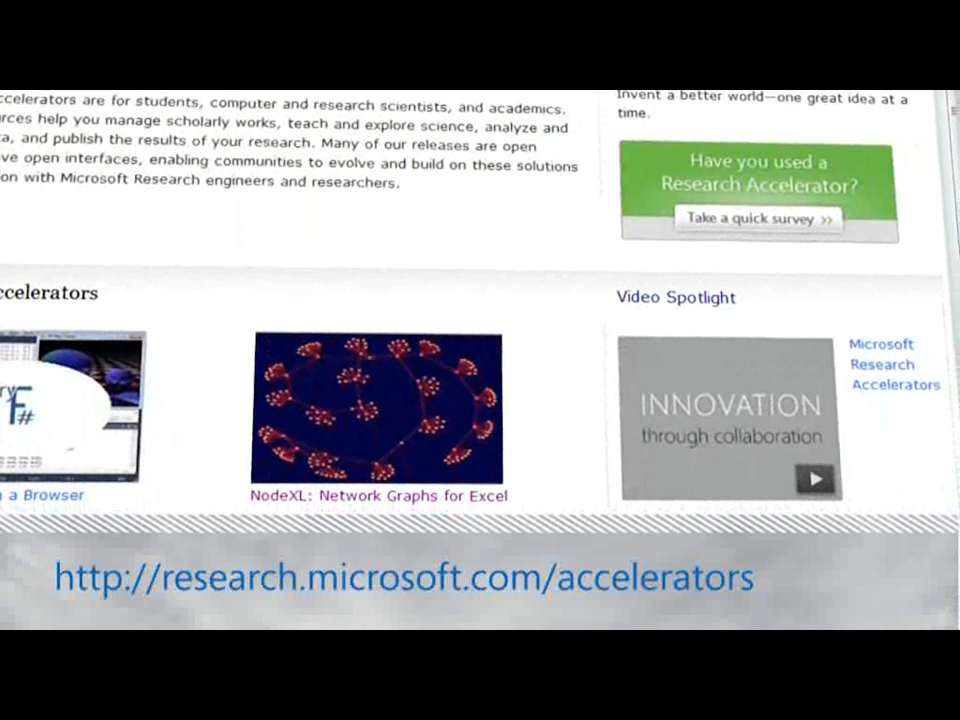 ccelerators are for students, computer and research scientists, and academics.
rces help you manage scholarly works, teach and explore science, analyze and
ta, and publish the results of your research. Many of our releases are open
ve open interfaces, enabling communities to evolve and build on these solutions
on with Microsoft Research engineers and researchers.
Invent a better world—one great idea at a
time.
Have you used a
Research Accelerator?
Take a quick survey >>
ccelerators
Video Spotlight
ry
F#
INNOVATION
through collaboration
Microsoft
Research
Accelerators
n a Browser
NodeXL: Network Graphs for Excel
http://research.microsoft.com/accelerators